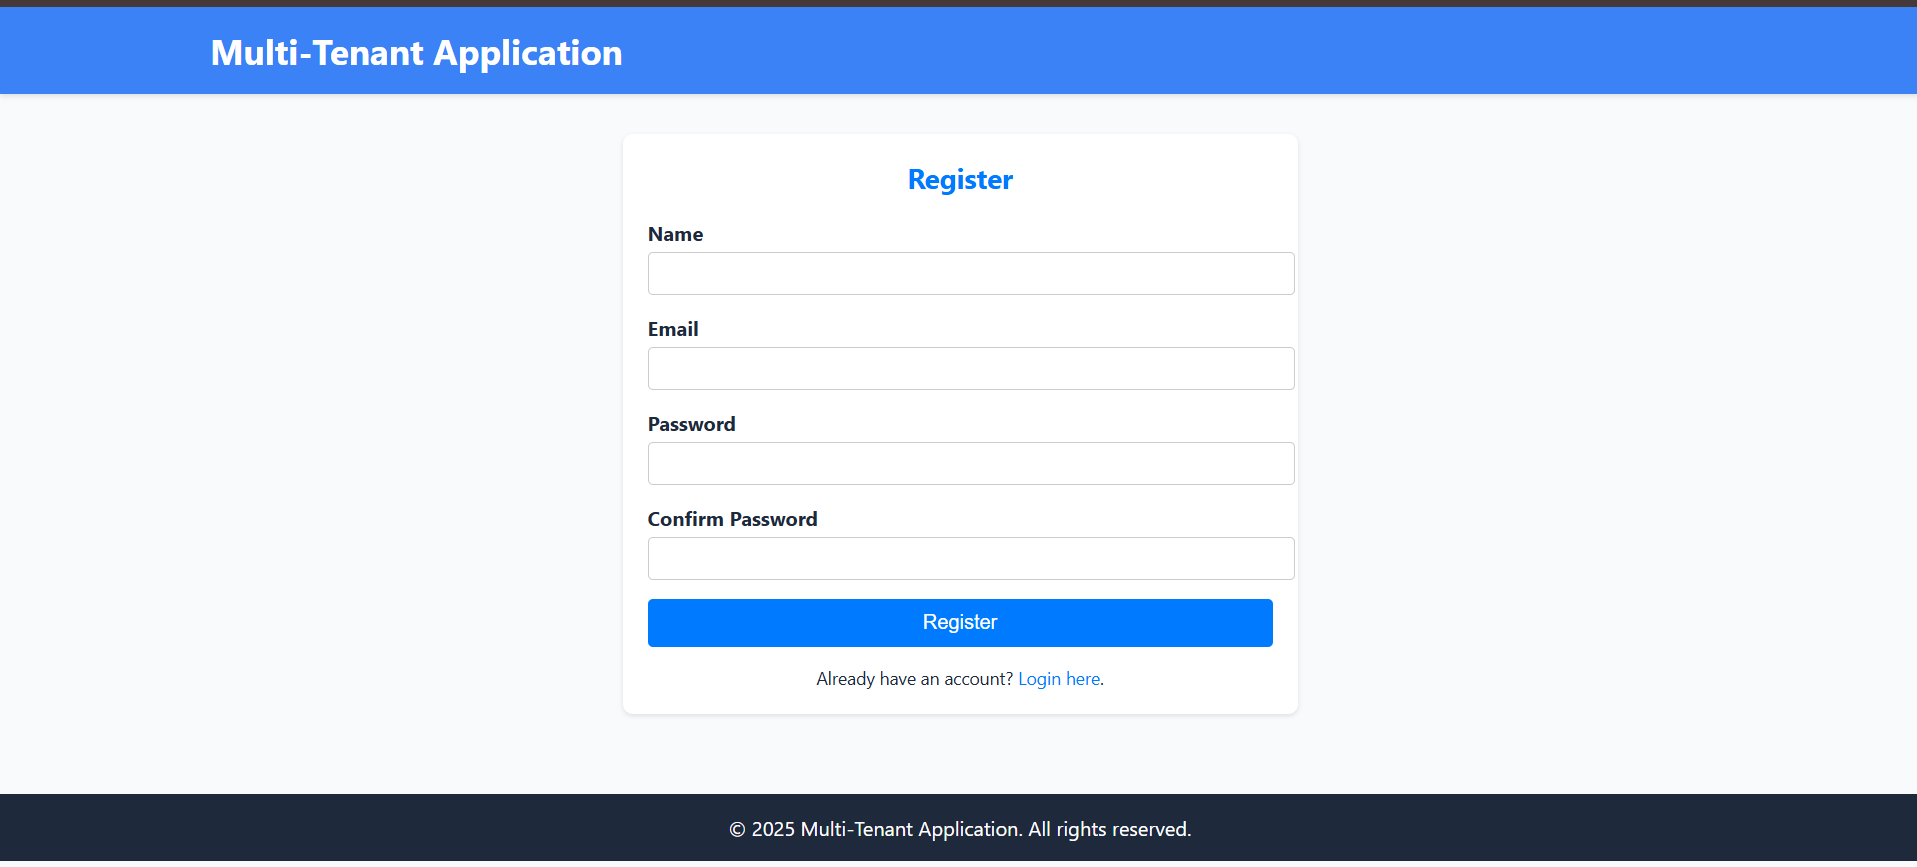 Multi-Tenant Application
Register
Name
Email
Password
Confirm Password
Register
Already have an account? Login here.
© 2025 Multi-Tenant Application. All rights reserved.